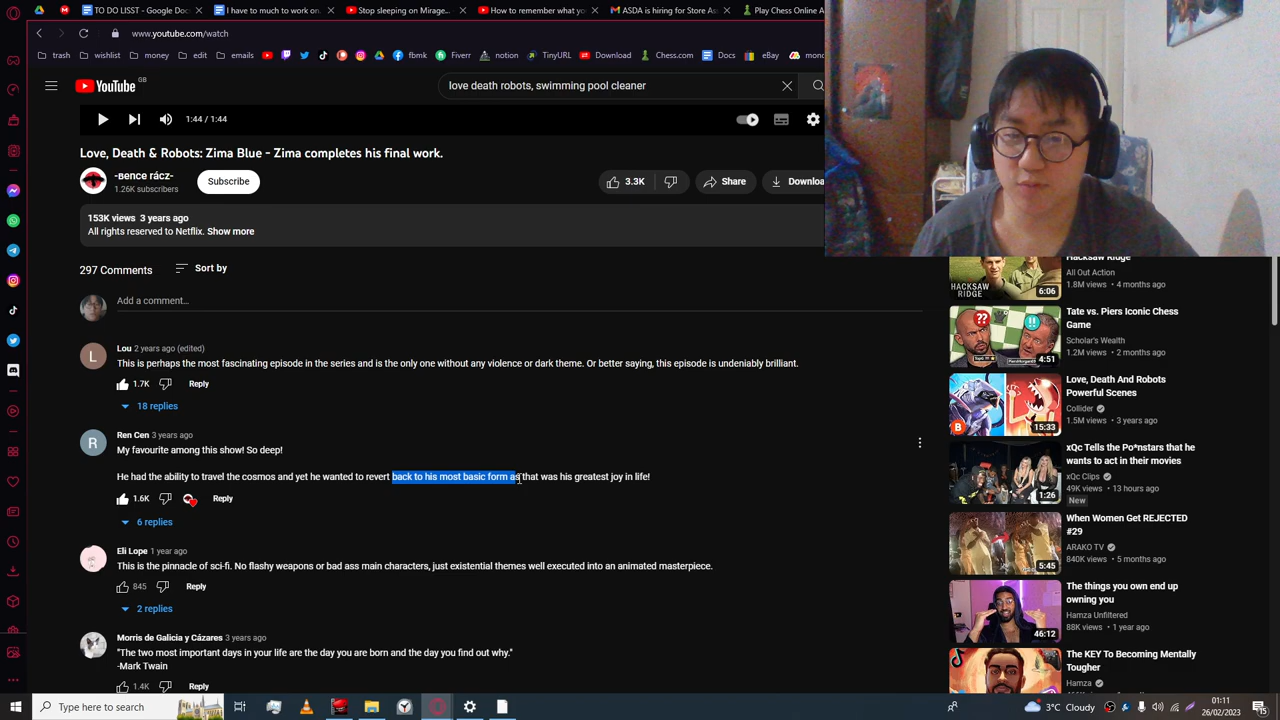 TO DO LISST - Google Doc
I have to much to work on.
Stop sleeping on Mirage
How to remember what yo
ASDA is hiring for Store As
Play Chess Online A
www.youtube.com/watch
shorts
wishlist
money
edit
emails
fbmk
Fiverr
notion
TinyURL
Download
Chess.com
Docs
eBay
YouTube GB
love death robots, swimming pool cleaner
1:44 / 1:44
Love, Death & Robots: Zima Blue - Zima completes his final work.
-вence rácz-
1.26K subscribers
Subscribe
3.3K
Share
Downloa
153K views 3 years ago
All rights reserved to Netflix. Show more
297 Comments
Sort by
Add a comment...
Lou 2 years ago (edited)
This is perhaps the most fascinating episode in the series and is the only one without any violence or dark theme. Or better saying, this episode is undeniably brilliant.
1.7K Reply
18 replies
R
Ren Cen 3 years ago
My favourite among this show! So deep!
He had the ability to travel the cosmos and yet he wanted to revert back to his most basic form as that was his greatest joy in life!
1.6K Reply
6 replies
Eli Lope 1 year ago
This is the pinnacle of sci-fi. No flashy weapons or bad ass main characters, just existential themes well executed into an animated masterpiece.
845 Reply
2 replies
Morris de Galicia y Cázares 3 years ago
"The two most important days in your life are the day you are born and the day you find out why."
-Mark Twain
1.4K Reply
Hacksaw Ridge
All Out Action
1.8M views • 4 months ago
HACKSAW
RIDGE
6:06
Tate vs. Piers Iconic Chess
Game
Scholar's Wealth
1.2M views • 2 months ago
4:51
Love, Death And Robots
Powerful Scenes
Collider
1.5M views • 3 years ago
15:33
xQc Tells the Po*nstars that he
wants to act in their movies
xQc Clips
49K views • 13 hours ago
New
1:26
When Women Get REJECTED
#29
ARAKO TV
840K views • 5 months ago
5:45
The things you own end up
owning you
Hamza Unfiltered
88K views • 1 year ago
46:12
The KEY To Becoming Mentally
Tougher
Hamza
Type here to search
3°C Cloudy
01:11
26/02/2023
15